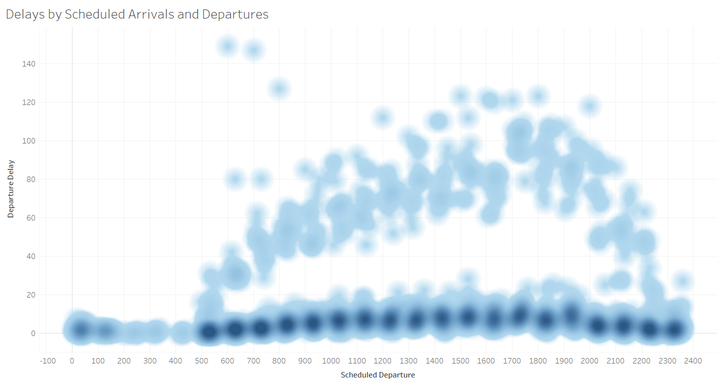 Delays by Scheduled Arrivals and Departures
140
120
100
80
60
40
20
0
Departure Delay
-100 0 100 200 300 400 500 600 700 800 900 1000 1100 1200 1300 1400 1500 1600 1700 1800 1900 2000 2100 2200 2300 2400
Scheduled Departure